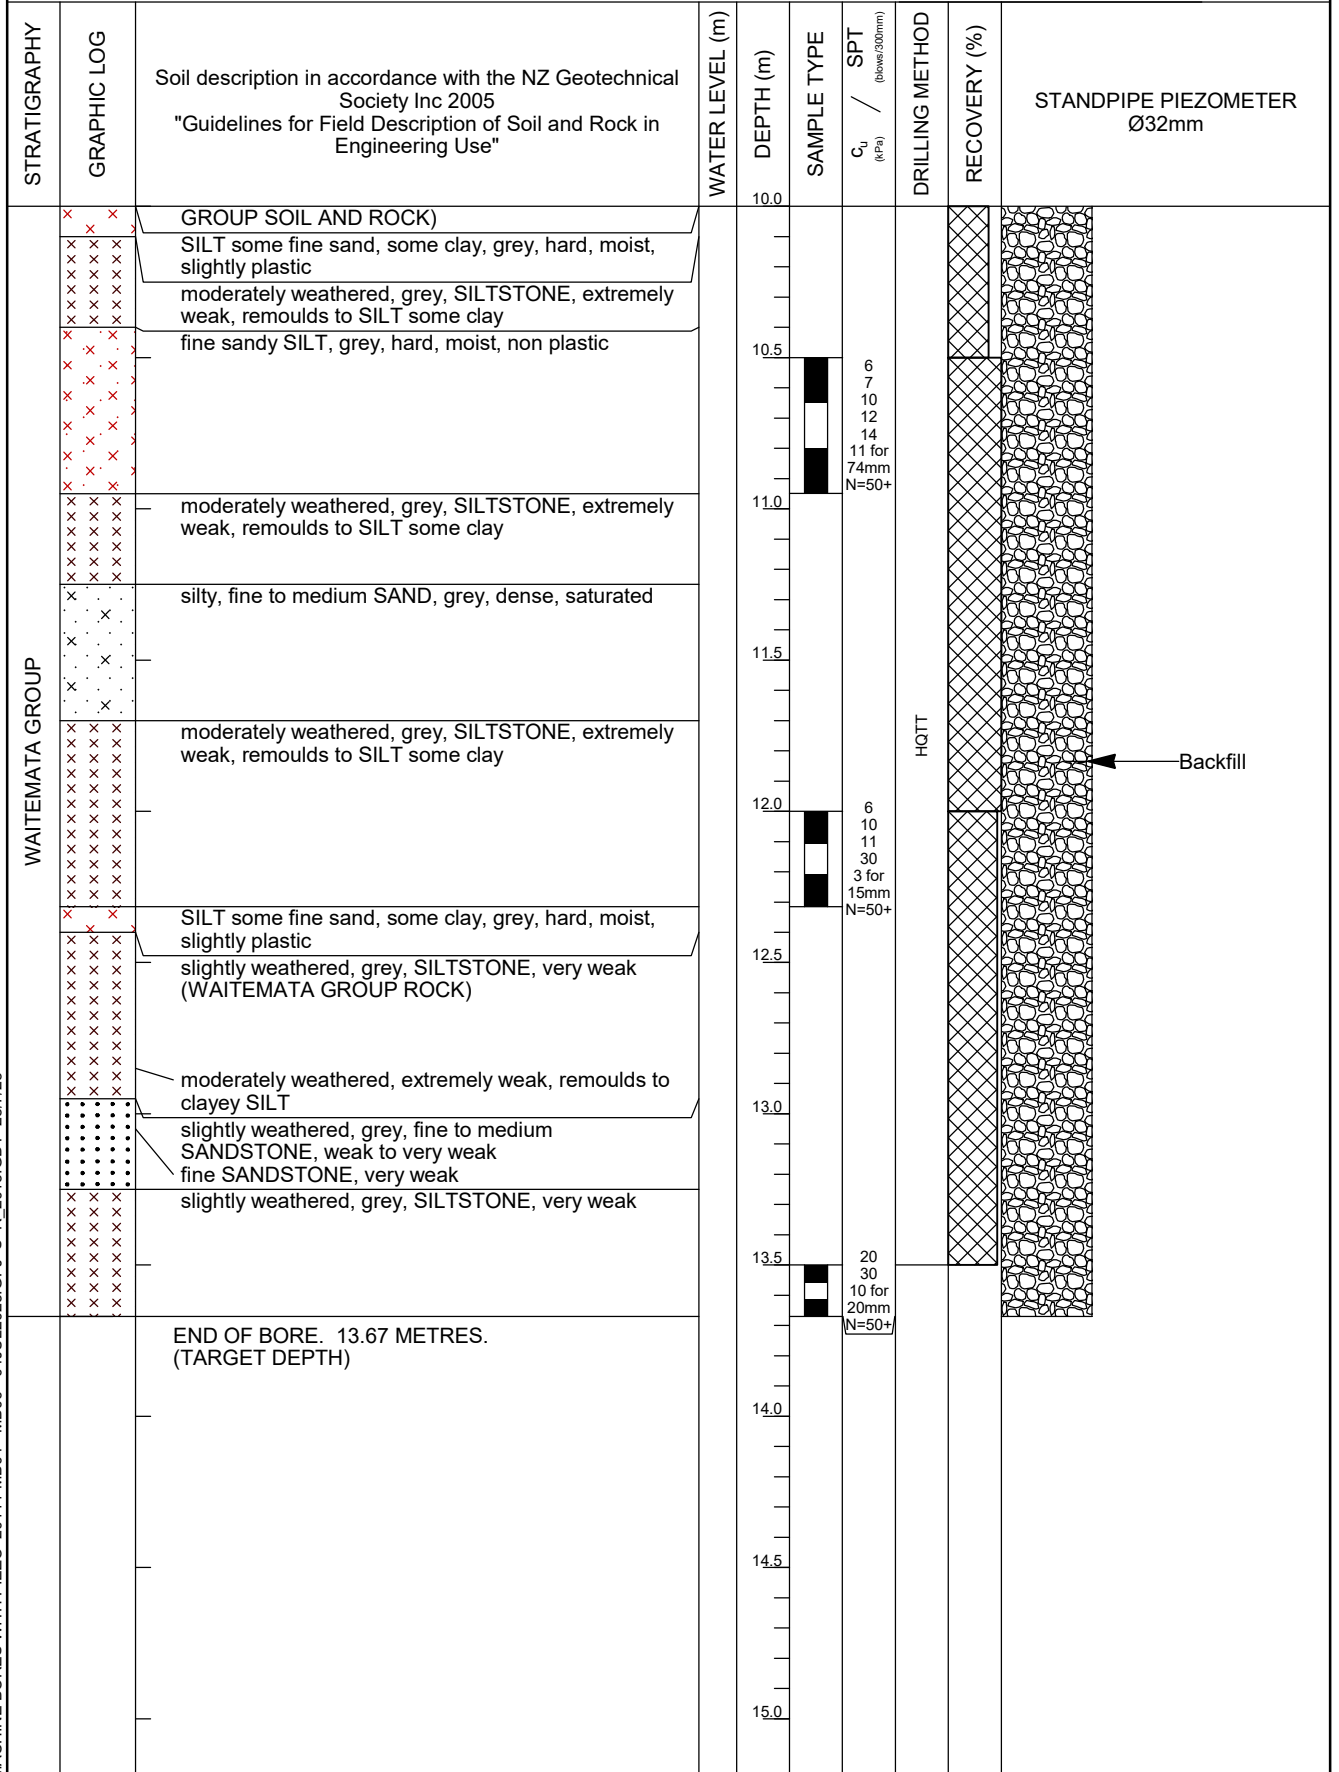 STRATIGRAPHY
GRAPHIC LOG
Soil description in accordance with the NZ Geotechnical
Society Inc 2005
"Guidelines for Field Description of Soil and Rock in
Engineering Use"
WATER LEVEL (m)
DEPTH (m)
SAMPLE TYPE
cu (kPa) / SPT (blows/300mm)
DRILLING METHOD
RECOVERY (%)
STANDPIPE PIEZOMETER
Ø32mm
10.0
GROUP SOIL AND ROCK)
SILT some fine sand, some clay, grey, hard, moist,
slightly plastic
moderately weathered, grey, SILTSTONE, extremely
weak, remoulds to SILT some clay
fine sandy SILT, grey, hard, moist, non plastic
10.5
6
7
10
12
14
11 for
74mm
N=50+
moderately weathered, grey, SILTSTONE, extremely
weak, remoulds to SILT some clay
11.0
silty, fine to medium SAND, grey, dense, saturated
11.5
WAITEMATA GROUP
moderately weathered, grey, SILTSTONE, extremely
weak, remoulds to SILT some clay
HQTT
Backfill
12.0
6
10
11
30
3 for
15mm
N=50+
SILT some fine sand, some clay, grey, hard, moist,
slightly plastic
12.5
slightly weathered, grey, SILTSTONE, very weak
(WAITEMATA GROUP ROCK)
moderately weathered, extremely weak, remoulds to
clayey SILT
13.0
slightly weathered, grey, fine to medium
SANDSTONE, weak to very weak
fine SANDSTONE, very weak
slightly weathered, grey, SILTSTONE, very weak
13.5
20
30
10 for
20mm
N=50+
END OF BORE. 13.67 METRES.
(TARGET DEPTH)
14.0
14.5
15.0